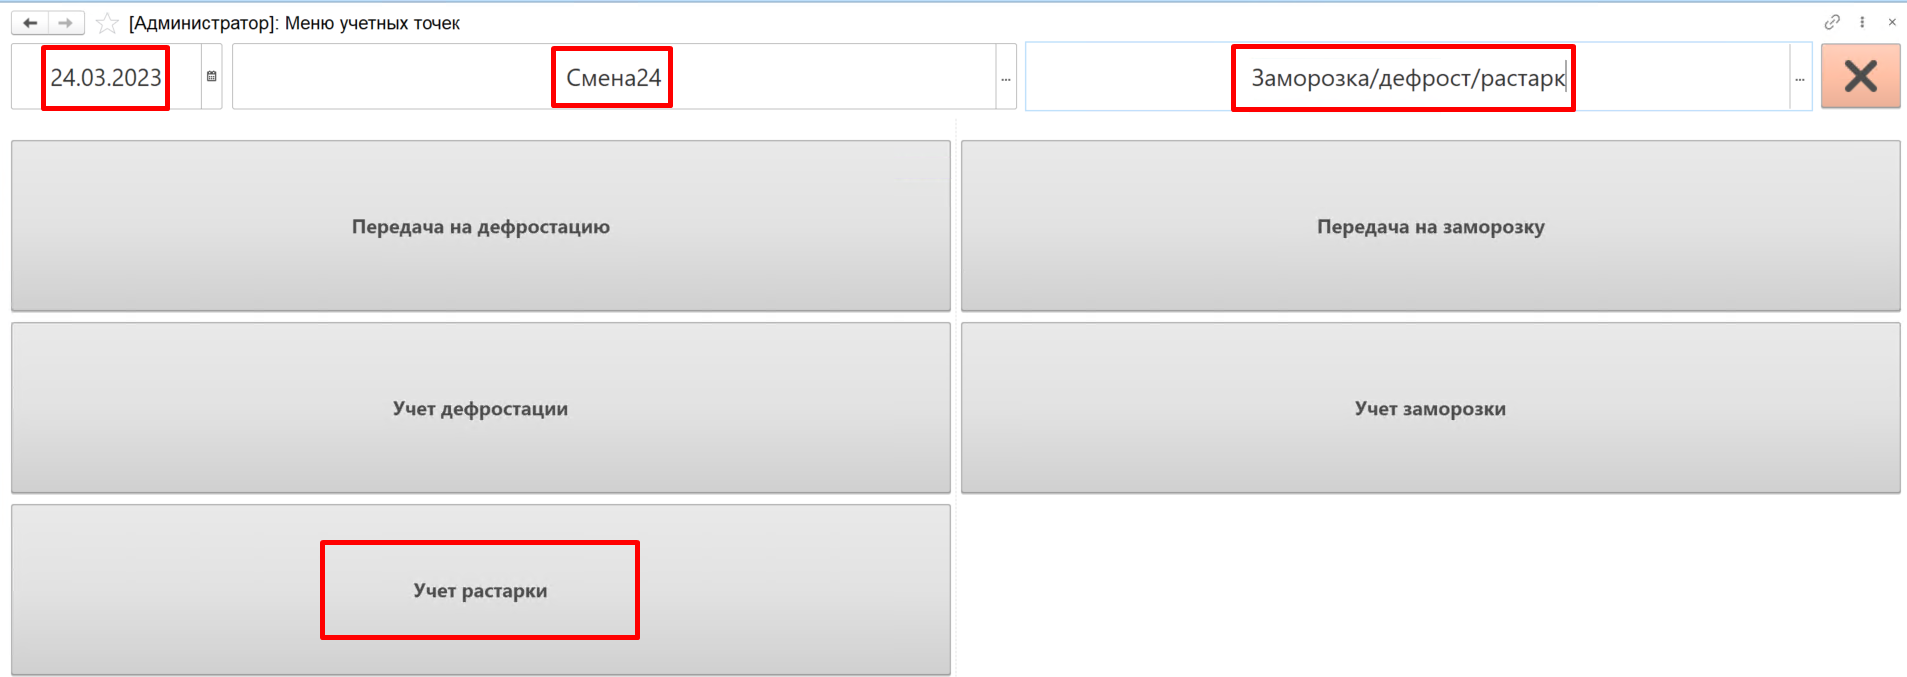 [Администратор]: Меню учетных точек
24.03.2023 Смена24 ... Заморозка/дефрост/растарк ...
Передача на дефростацию Передача на заморозку
Учет дефростации Учет заморозки
Учет растарки